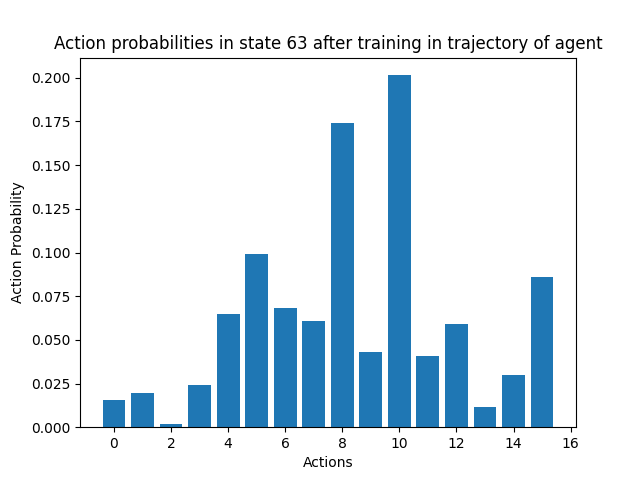 Action probabilities in state 63 after training in trajectory of agent
0.200
0.175
0.150
0.125
0.100
0.075
0.050
0.025
0.000
Action Probability
0 2 4 6 8 10 12 14 16
Actions